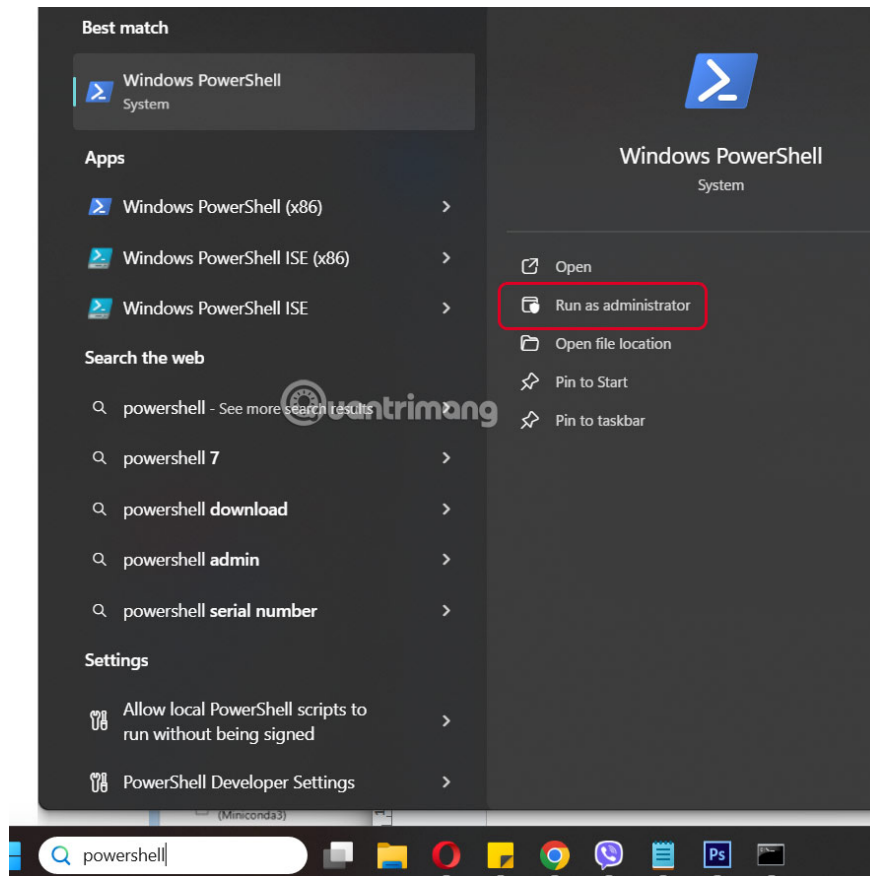 Best match
Windows PowerShell
System
Apps
Windows PowerShell (x86)
Windows PowerShell ISE (x86)
Windows PowerShell ISE
Search the web
powershell - See more search results
powershell 7
powershell download
powershell admin
powershell serial number
Settings
Allow local PowerShell scripts to
run without being signed
PowerShell Developer Settings
Windows PowerShell
System
Open
Run as administrator
Open file location
Pin to Start
Pin to taskbar
Quantrimang
(Miniconda3)
powershell
Ps